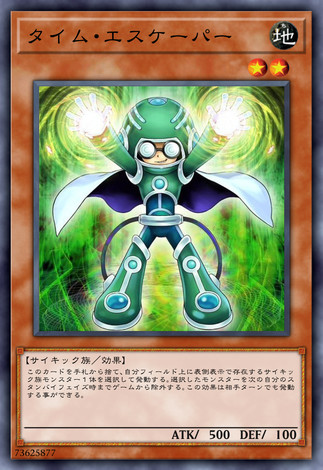 タイム・エスケーパー
地
【サイキック族／効果】
このカードを手札から捨て、自分フィールド上に表側表示で存在するサイキッ
ク族モンスター１体を選択して発動する。選択したモンスターを次の自分のス
タンバイフェイズ時までゲームから除外する。この効果は相手ターンでも発動
する事ができる。
ATK/ 500 DEF/ 100
73625877